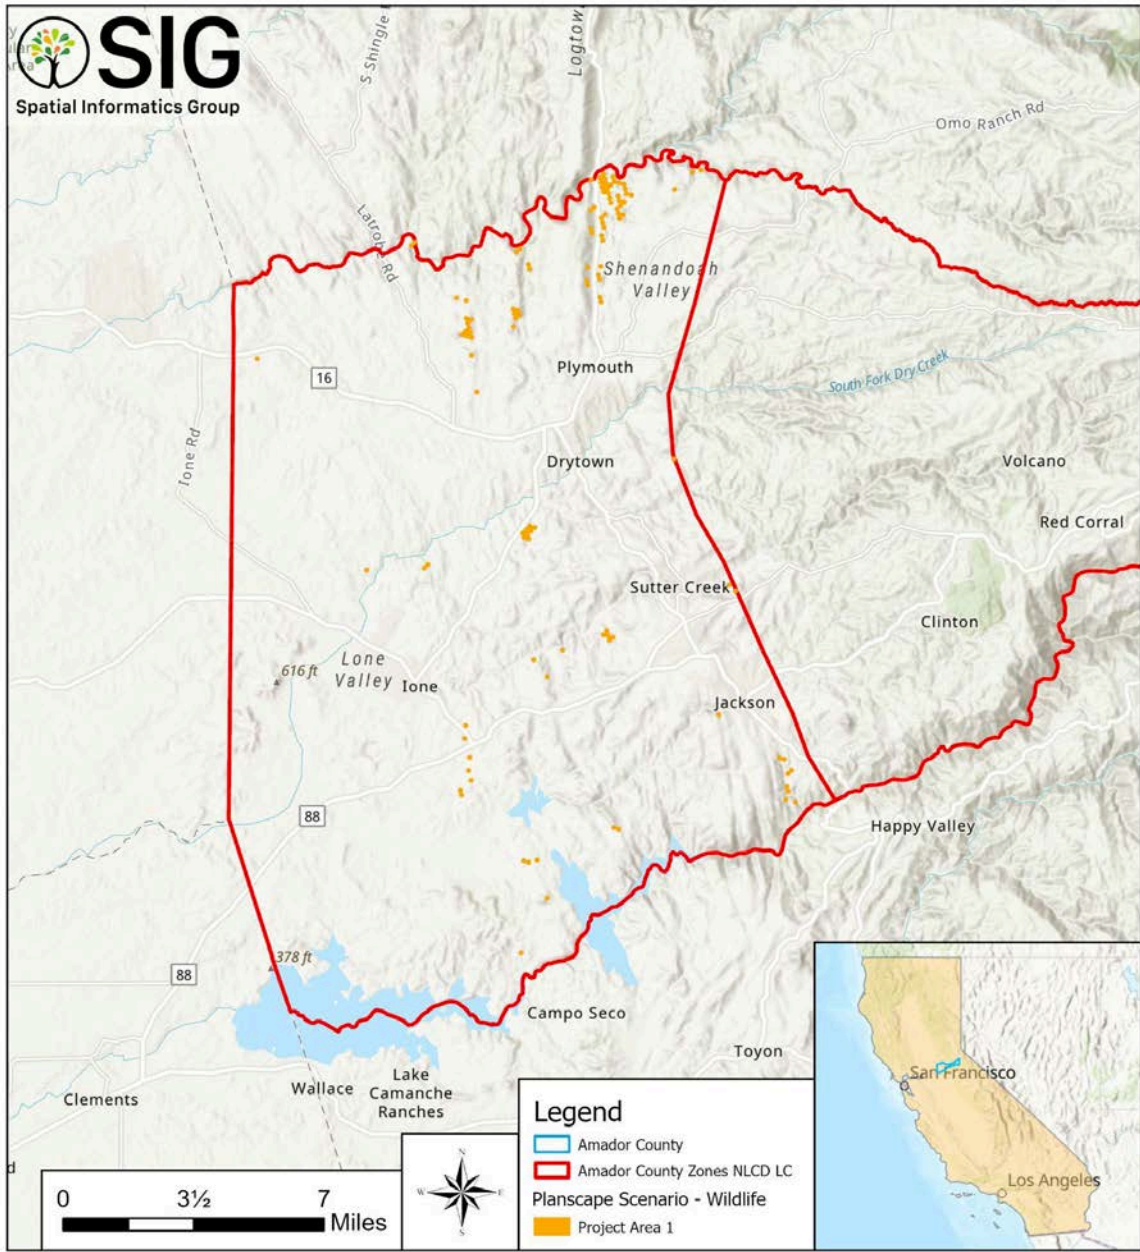 SIG
Spatial Informatics Group
S Shingle
Logtow
Omo Ranch Rd
Latrobe Rd
Shenandoah
Valley
Plymouth
South Fork Dry Creek
16
Ione Rd
Drytown
Volcano
Red Corral
Sutter Creek
Clinton
616 ft
Lone
Valley
Ione
Jackson
88
Happy Valley
378 ft
88
Campo Seco
Toyon
Wallace
Lake
Camanche
Ranches
Clements
San Francisco
Los Angeles
Legend
Amador County
Amador County Zones NLCD LC
Planscape Scenario - Wildlife
Project Area 1
0 3½ 7
Miles
N
W E
S